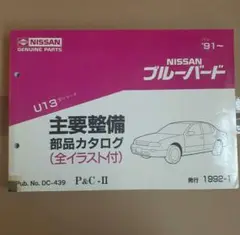 NISSAN
GENUINE PARTS
'91~
NISSAN
ブルーバード
U13
主要整備
部品カタログ
(全イラスト付)
Pub. No. DC-439 P&C-II
発行 1992-1